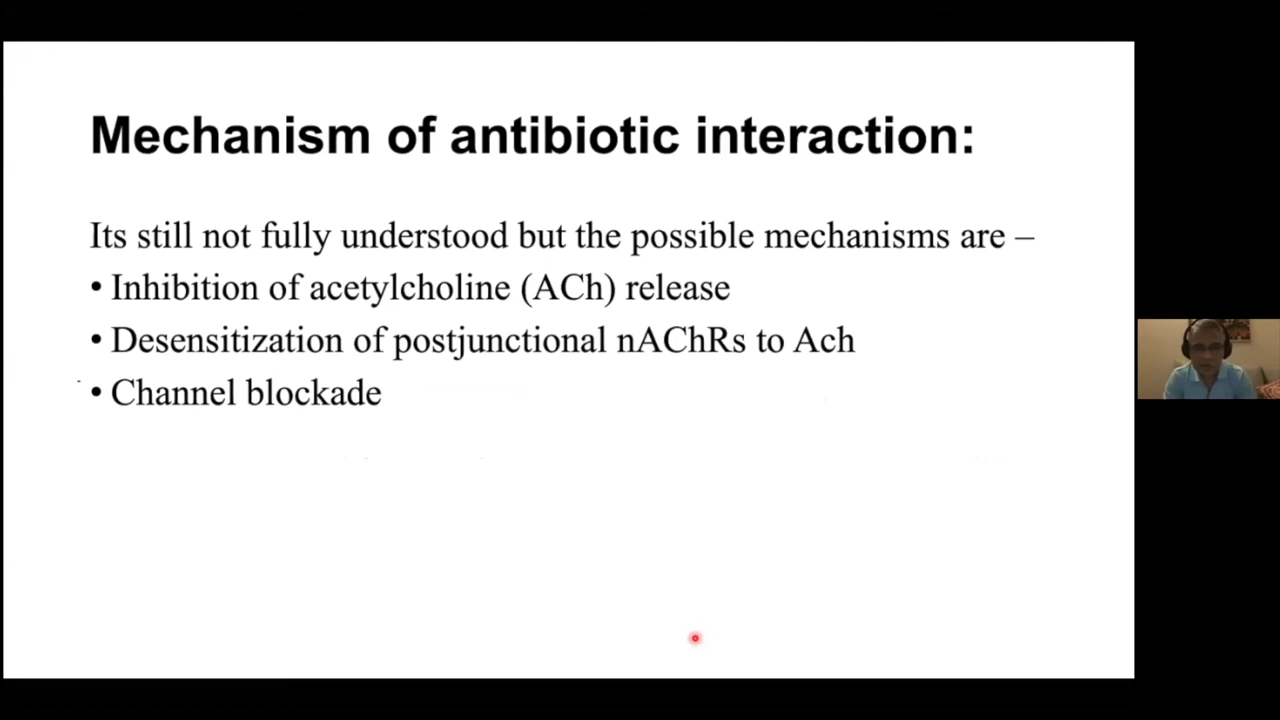 Mechanism of antibiotic interaction:
Its still not fully understood but the possible mechanisms are –
• Inhibition of acetylcholine (ACh) release
• Desensitization of postjunctional nAChRs to Ach
• Channel blockade